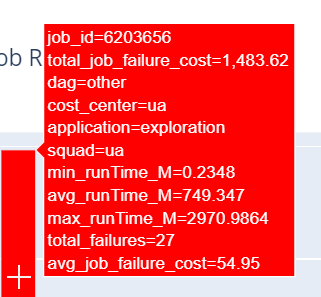 ob R
job_id=6203656
total_job_failure_cost=1,483.62
dag=other
cost_center=ua
application=exploration
squad=ua
min_runTime_M=0.2348
avg_runTime_M=749.347
max_runTime_M=2970.9864
total_failures=27
avg_job_failure_cost=54.95